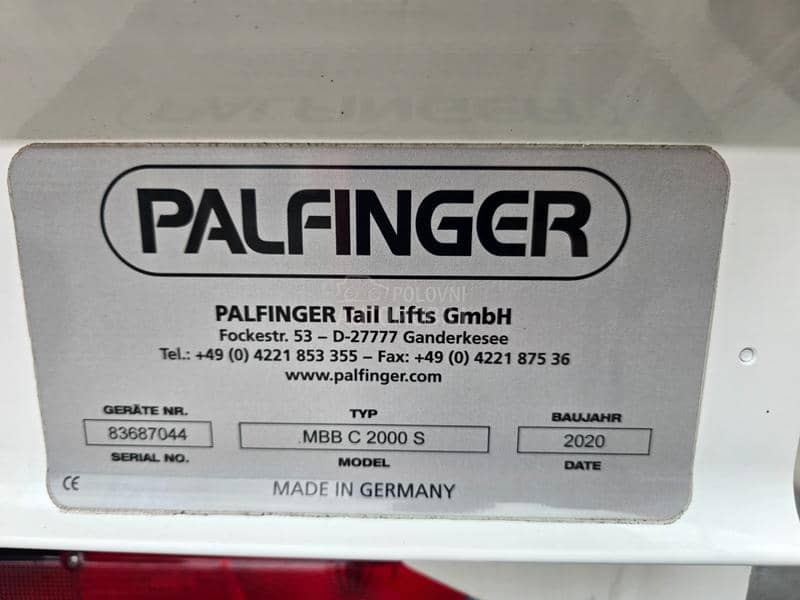 PALFINGER
POLOVNI
PALFINGER Tail Lifts GmbH
Fockestr. 53 – D-27777 Ganderkesee
Tel.: +49 (0) 4221 853 355 – Fax: +49 (0) 4221 875 36
www.palfinger.com
GERÄTE NR. TYP BAUJAHR
83687044 MBB C 2000 S 2020
SERIAL NO. MODEL DATE
CE MADE IN GERMANY